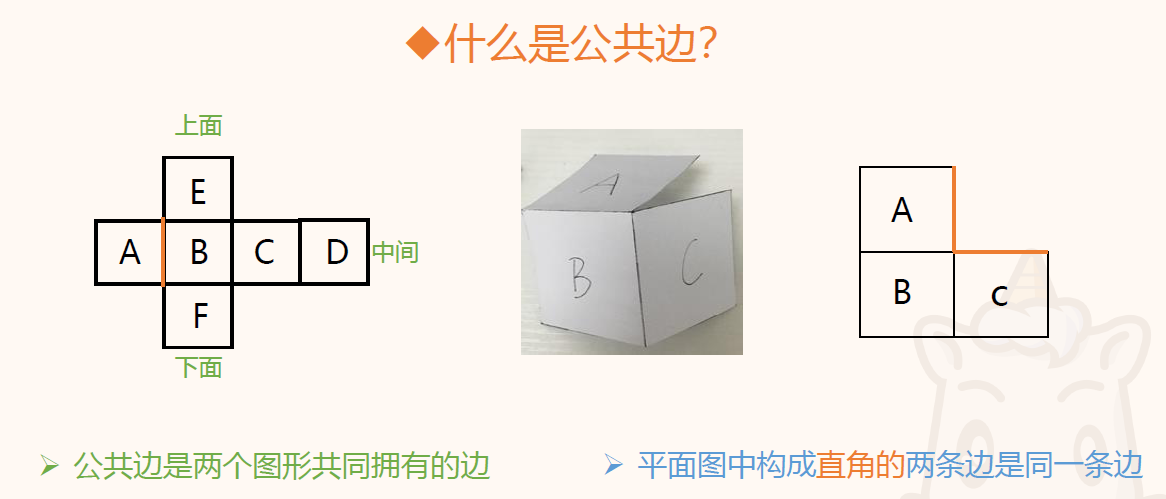 ◆什么是公共边?
上面
E
A B C D 中间
F
下面
A
B C
A
B c
➢ 公共边是两个图形共同拥有的边
➢ 平面图中构成直角的两条边是同一条边